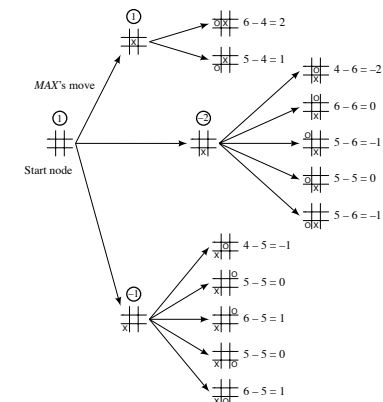 1
X
O X
6 – 4 = 2
X
O
5 – 4 = 1
MAX's move
1
Start node
–2
X
O
X
4 – 6 = –2
O
X
6 – 6 = 0
O
X
5 – 6 = –1
O
X
5 – 5 = 0
O X
5 – 6 = –1
–1
X
O
X
4 – 5 = –1
O
X
5 – 5 = 0
O
X
6 – 5 = 1
X O
5 – 5 = 0
X O
6 – 5 = 1